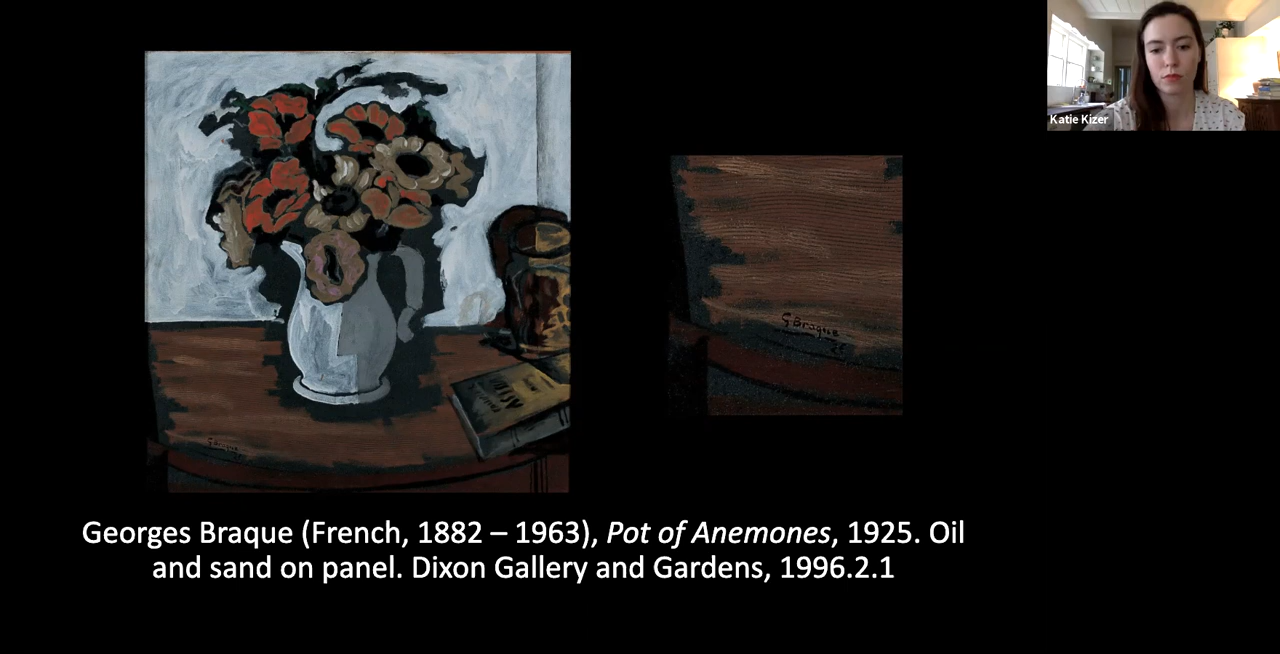 Katie Kizer
G Braque
25
Georges Braque (French, 1882 – 1963), Pot of Anemones, 1925. Oil
and sand on panel. Dixon Gallery and Gardens, 1996.2.1